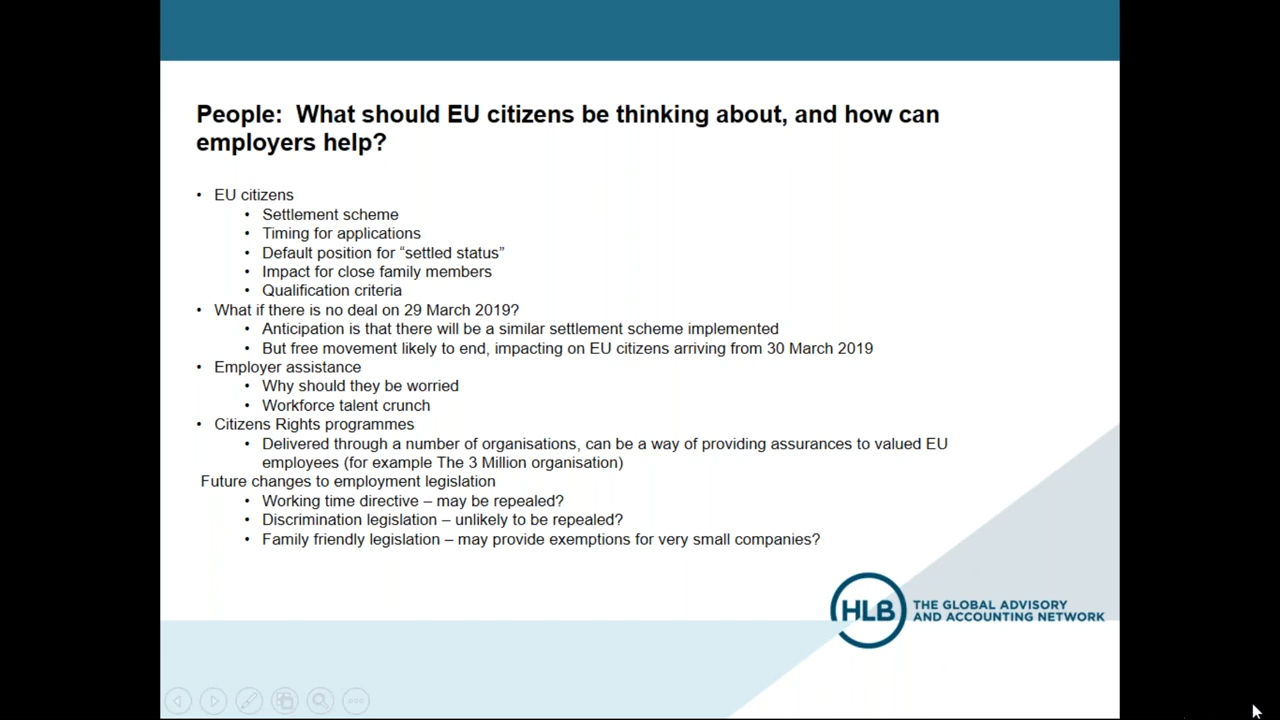 People:  What should EU citizens be thinking about, and how can
employers help?
• EU citizens
• Settlement scheme
• Timing for applications
• Default position for “settled status”
• Impact for close family members
• Qualification criteria
• What if there is no deal on 29 March 2019?
• Anticipation is that there will be a similar settlement scheme implemented
• But free movement likely to end, impacting on EU citizens arriving from 30 March 2019
• Employer assistance
• Why should they be worried
• Workforce talent crunch
• Citizens Rights programmes
• Delivered through a number of organisations, can be a way of providing assurances to valued EU
employees (for example The 3 Million organisation)
Future changes to employment legislation
• Working time directive – may be repealed?
• Discrimination legislation – unlikely to be repealed?
• Family friendly legislation – may provide exemptions for very small companies?
HLB
THE GLOBAL ADVISORY
AND ACCOUNTING NETWORK